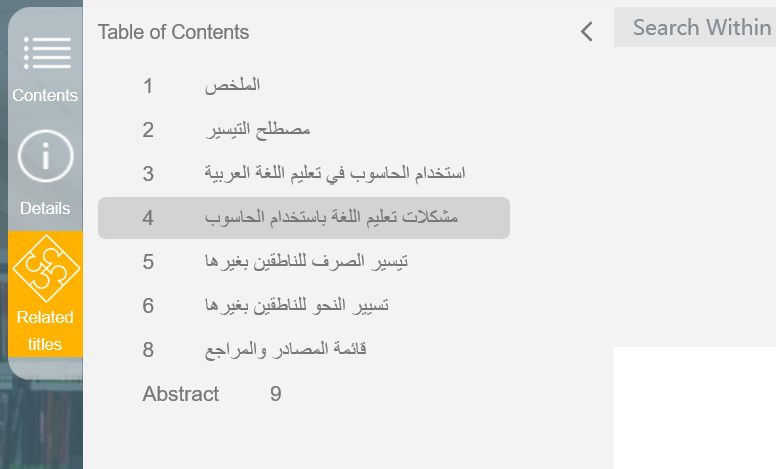 Table of Contents
Search Within
Contents
Details
Related
titles
1 الملخص
2 مصطلح التيسير
3 استخدام الحاسوب في تعليم اللغة العربية
4 مشكلات تعليم اللغة باستخدام الحاسوب
5 تيسير الصرف للناطقين بغيرها
6 تسيير النحو للناطقين بغيرها
8 قائمة المصادر والمراجع
Abstract 9